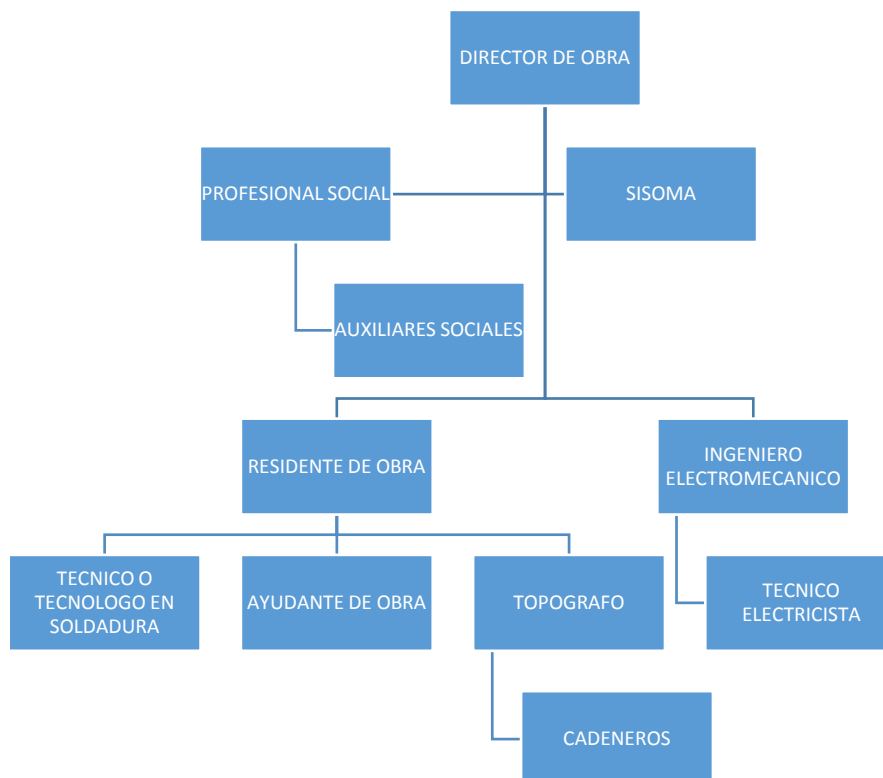 DIRECTOR DE OBRA
PROFESIONAL SOCIAL
SISOMA
AUXILIARES SOCIALES
RESIDENTE DE OBRA
INGENIERO
ELECTROMECANICO
TECNICO O
TECNOLOGO EN
SOLDADURA
AYUDANTE DE OBRA
TOPOGRAFO
TECNICO
ELECTRICISTA
CADENEROS